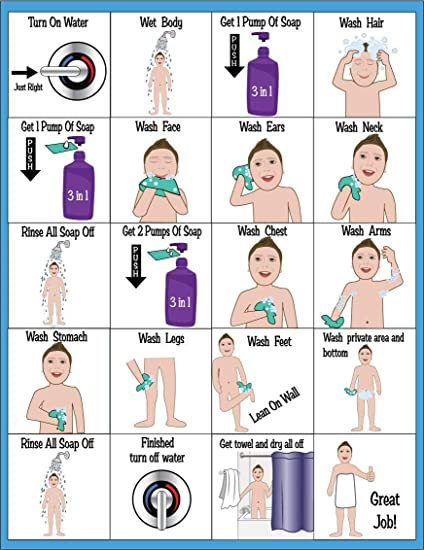 Turn On Water
Just Right
Wet Body
Get 1 Pump Of Soap
PUSH
3 in 1
Wash Hair
Get 1 Pump Of Soap
PUSH
3 in 1
Wash Face
Wash Ears
Wash Neck
Rinse All Soap Off
Get 2 Pumps Of Soap
PUSH
3 in 1
Wash Chest
Wash Arms
Wash Stomach
Wash Legs
Wash Feet
Lean On Wall
Wash private area and
bottom
Rinse All Soap Off
Finished
turn off water
Get towel and dry all off
Great
Job!